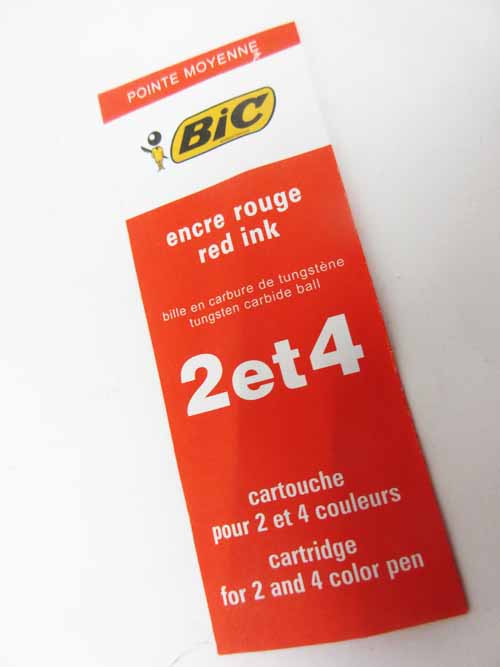 POINTE MOYENNE
BiC
encre rouge
red ink
bille en carbure de tungstène
tungsten carbide ball
2et4
cartouche
pour 2 et 4 couleurs
cartridge
for 2 and 4 color pen